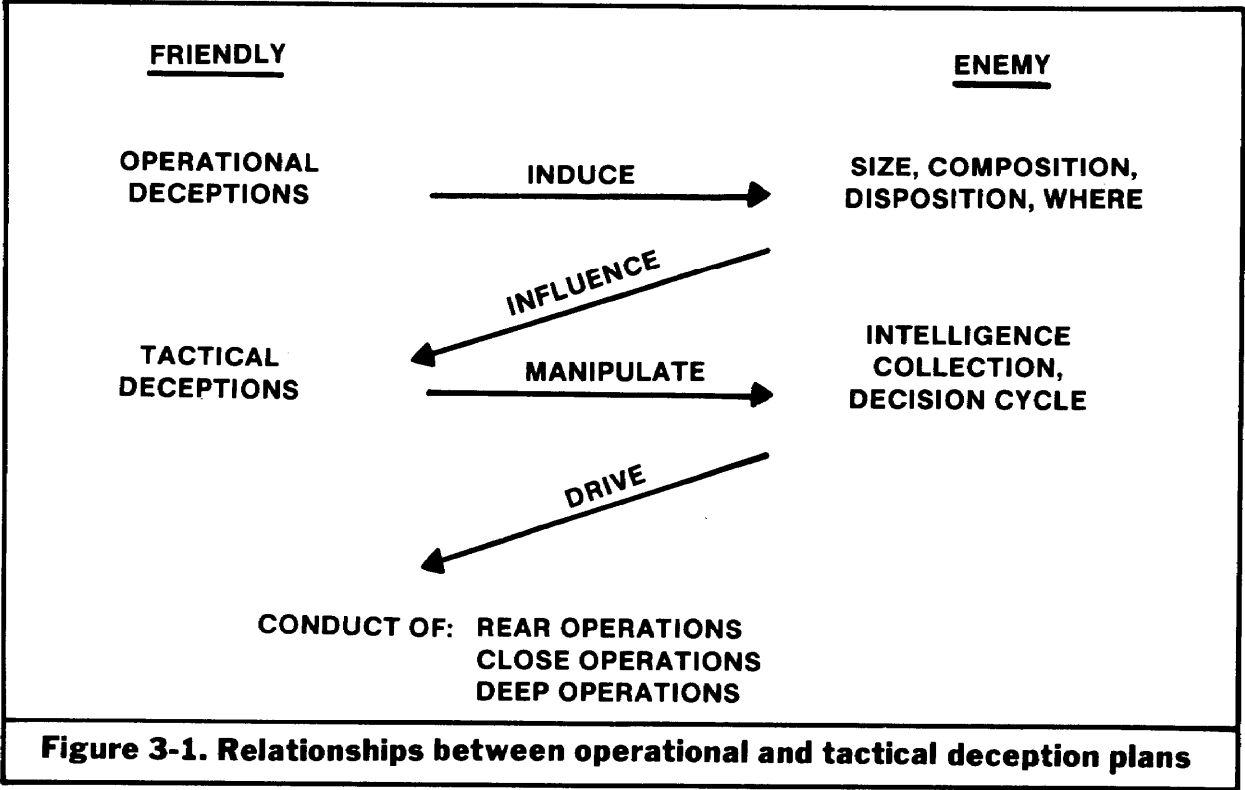 FRIENDLY
ENEMY
OPERATIONAL
DECEPTIONS
INDUCE
SIZE, COMPOSITION,
DISPOSITION, WHERE
INFLUENCE
TACTICAL
DECEPTIONS
MANIPULATE
INTELLIGENCE
COLLECTION,
DECISION CYCLE
DRIVE
CONDUCT OF: REAR OPERATIONS
CLOSE OPERATIONS
DEEP OPERATIONS
Figure 3-1. Relationships between operational and tactical deception plans